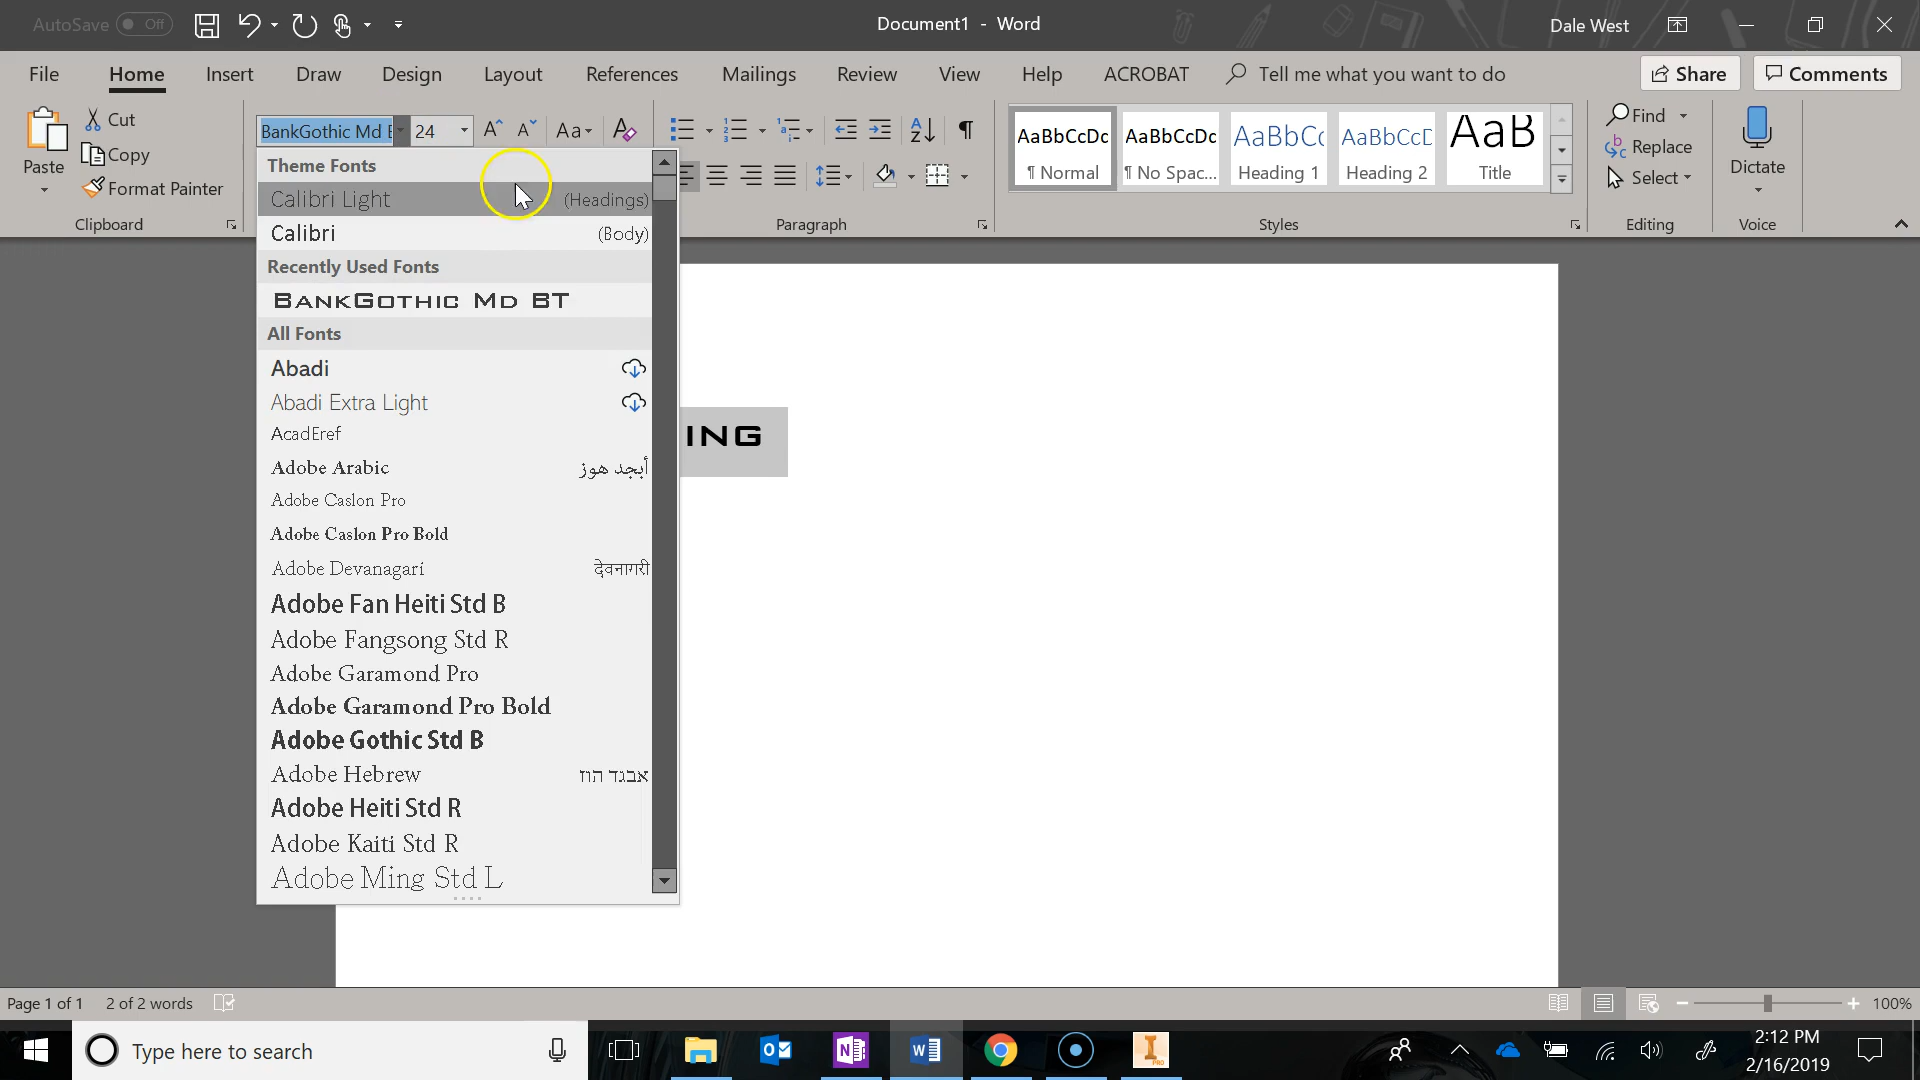 AutoSave Off
Document1 - Word
Dale West
File Home Insert Draw Design Layout References Mailings Review View Help ACROBAT Tell me what you want to do Share Comments
Paste
Cut
Copy
Format Painter
Clipboard
BankGothic Md 24
Aa
Paragraph
AaBbCcDc
¶ Normal
AaBbCcDc
¶ No Spac...
AaBbC
Heading 1
AaBbCcE
Heading 2
AaB
Title
Styles
Find
Replace
Select
Editing
Dictate
Voice
Theme Fonts
Calibri Light (Headings)
Calibri (Body)
Recently Used Fonts
BankGothic Md BT
All Fonts
Abadi
Abadi Extra Light
AcadEref
Adobe Arabic أبجد هوز
Adobe Caslon Pro
Adobe Caslon Pro Bold
Adobe Devanagari देवनागरी
Adobe Fan Heiti Std B
Adobe Fangsong Std R
Adobe Garamond Pro
Adobe Garamond Pro Bold
Adobe Gothic Std B
Adobe Hebrew אבגד הוז
Adobe Heiti Std R
Adobe Kaiti Std R
Adobe Ming Std L
ING
Page 1 of 1 2 of 2 words
100%
Type here to search
2:12 PM
2/16/2019